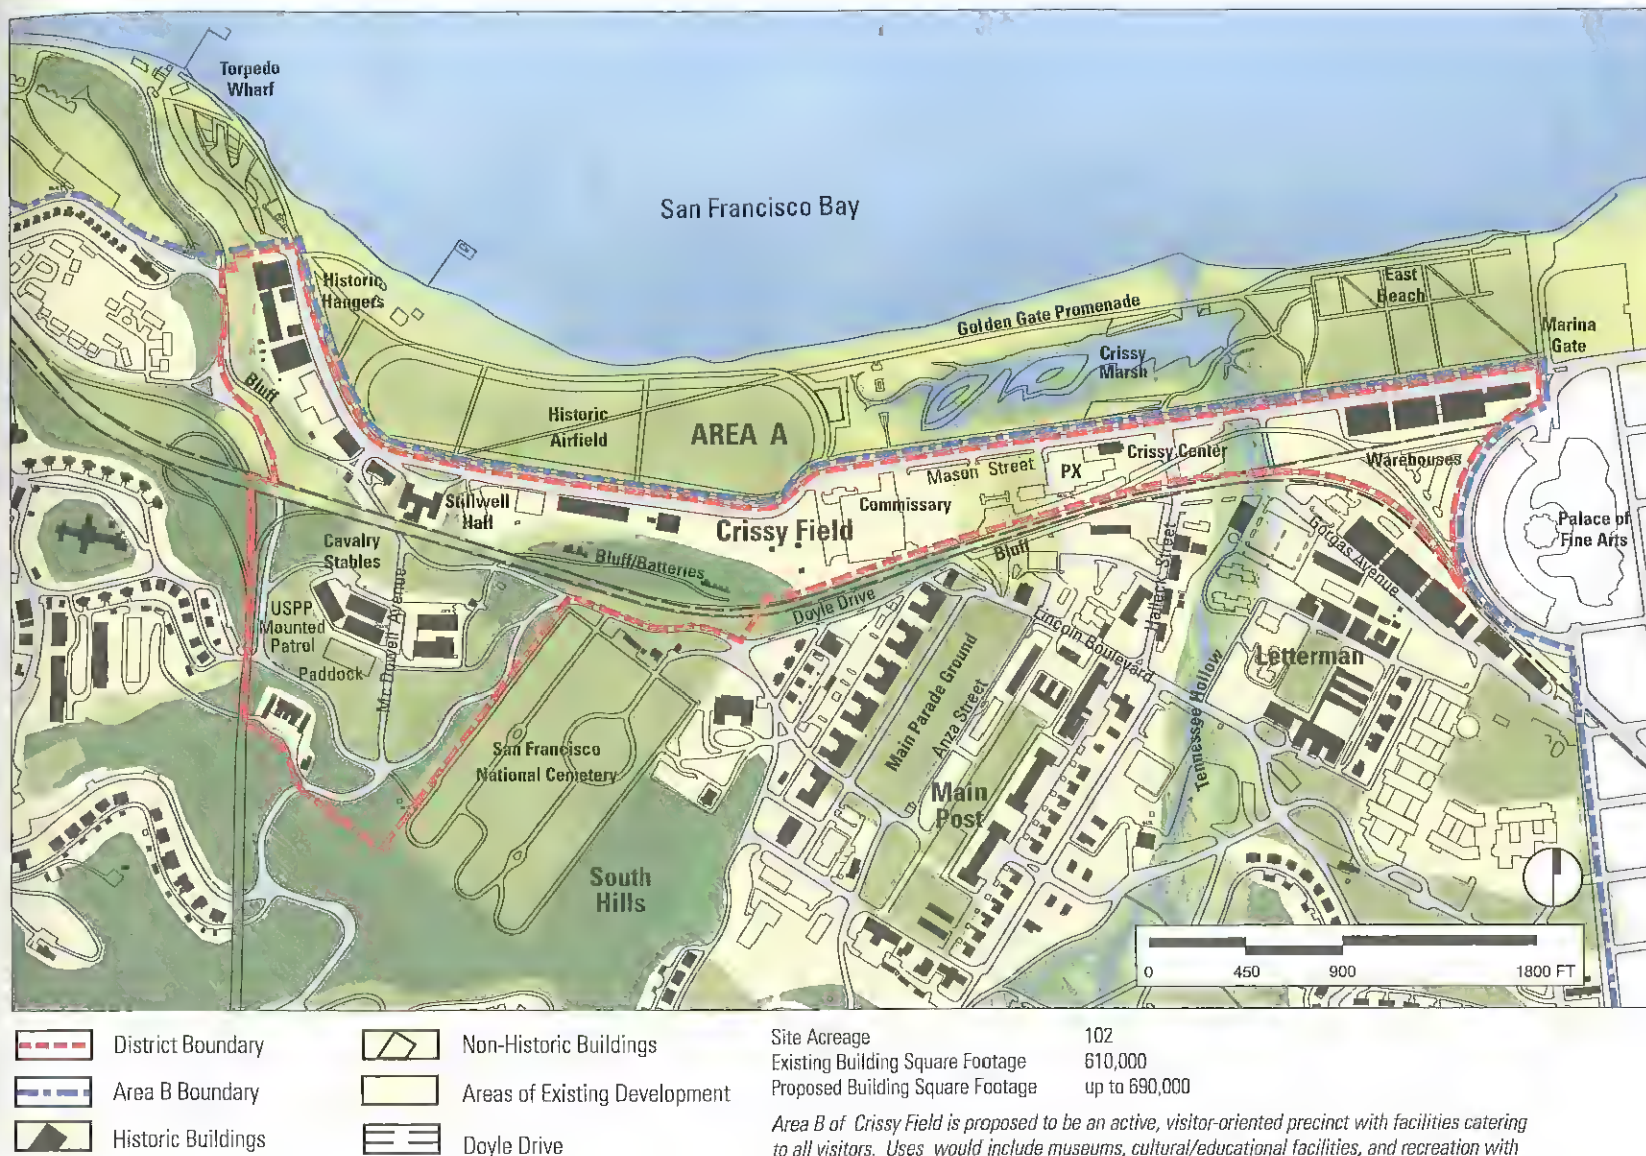 Torpedo
Wharf
San Francisco Bay
Historic
Hangers
Golden Gate Promenade
East
Beach
Marina
Gate
Crissy
Marsh
Bluff
Historic
Airfield
AREA A
Mason Street
PX
Crissy Center
Warehouses
Stillwell
Hall
Commissary
Crissy Field
Palace of
Fine Arts
Cavalry
Stables
Bluff/Batteries
Bluff
Halleck Street
Gorgas Avenue
Doyle Drive
USPP
Mounted
Patrol
Mc Dowell Avenue
Lincoln Boulevard
Letterman
Paddock
Main Parade Ground
Anza Street
Tennessee Hollow
San Francisco
National Cemetery
Main
Post
South
Hills
0 450 900 1800 FT
District Boundary
Area B Boundary
Historic Buildings
Non-Historic Buildings
Areas of Existing Development
Doyle Drive
Site Acreage 102
Existing Building Square Footage 610,000
Proposed Building Square Footage up to 690,000
Area B of Crissy Field is proposed to be an active, visitor-oriented precinct with facilities catering
to all visitors. Uses would include museums, cultural/educational facilities, and recreation with